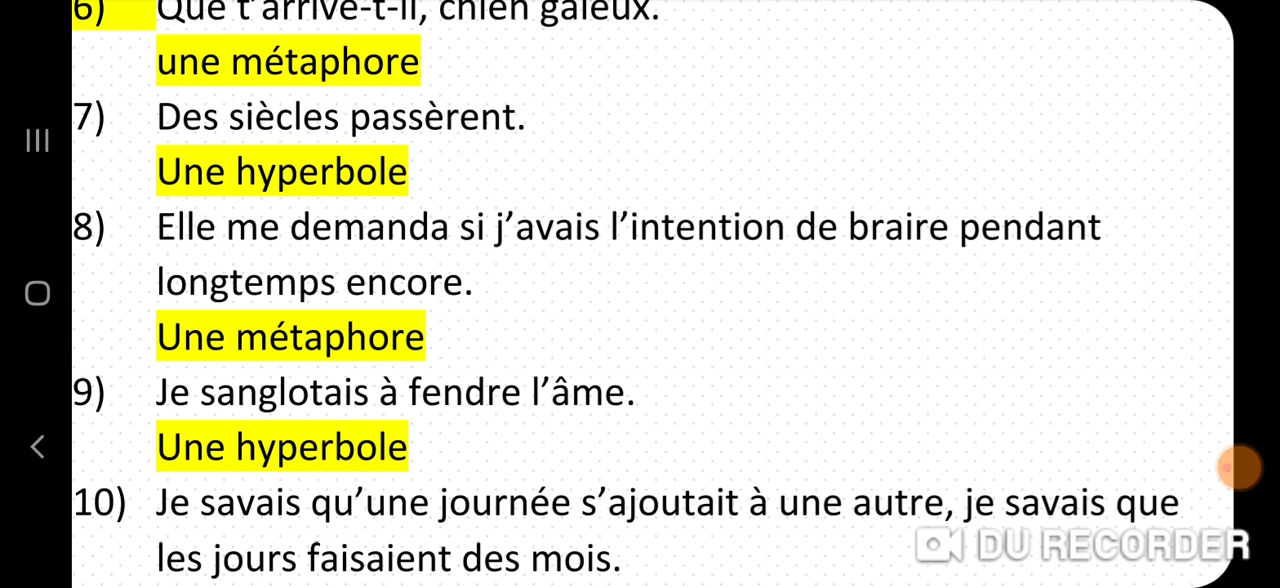 6) Que t'arrive-t-il, chien galeux.
une métaphore
7) Des siècles passèrent.
Une hyperbole
8) Elle me demanda si j'avais l'intention de braire pendant
longtemps encore.
Une métaphore
9) Je sanglotais à fendre l'âme.
Une hyperbole
10) Je savais qu'une journée s'ajoutait à une autre, je savais que
les jours faisaient des mois.
DU RECORDER